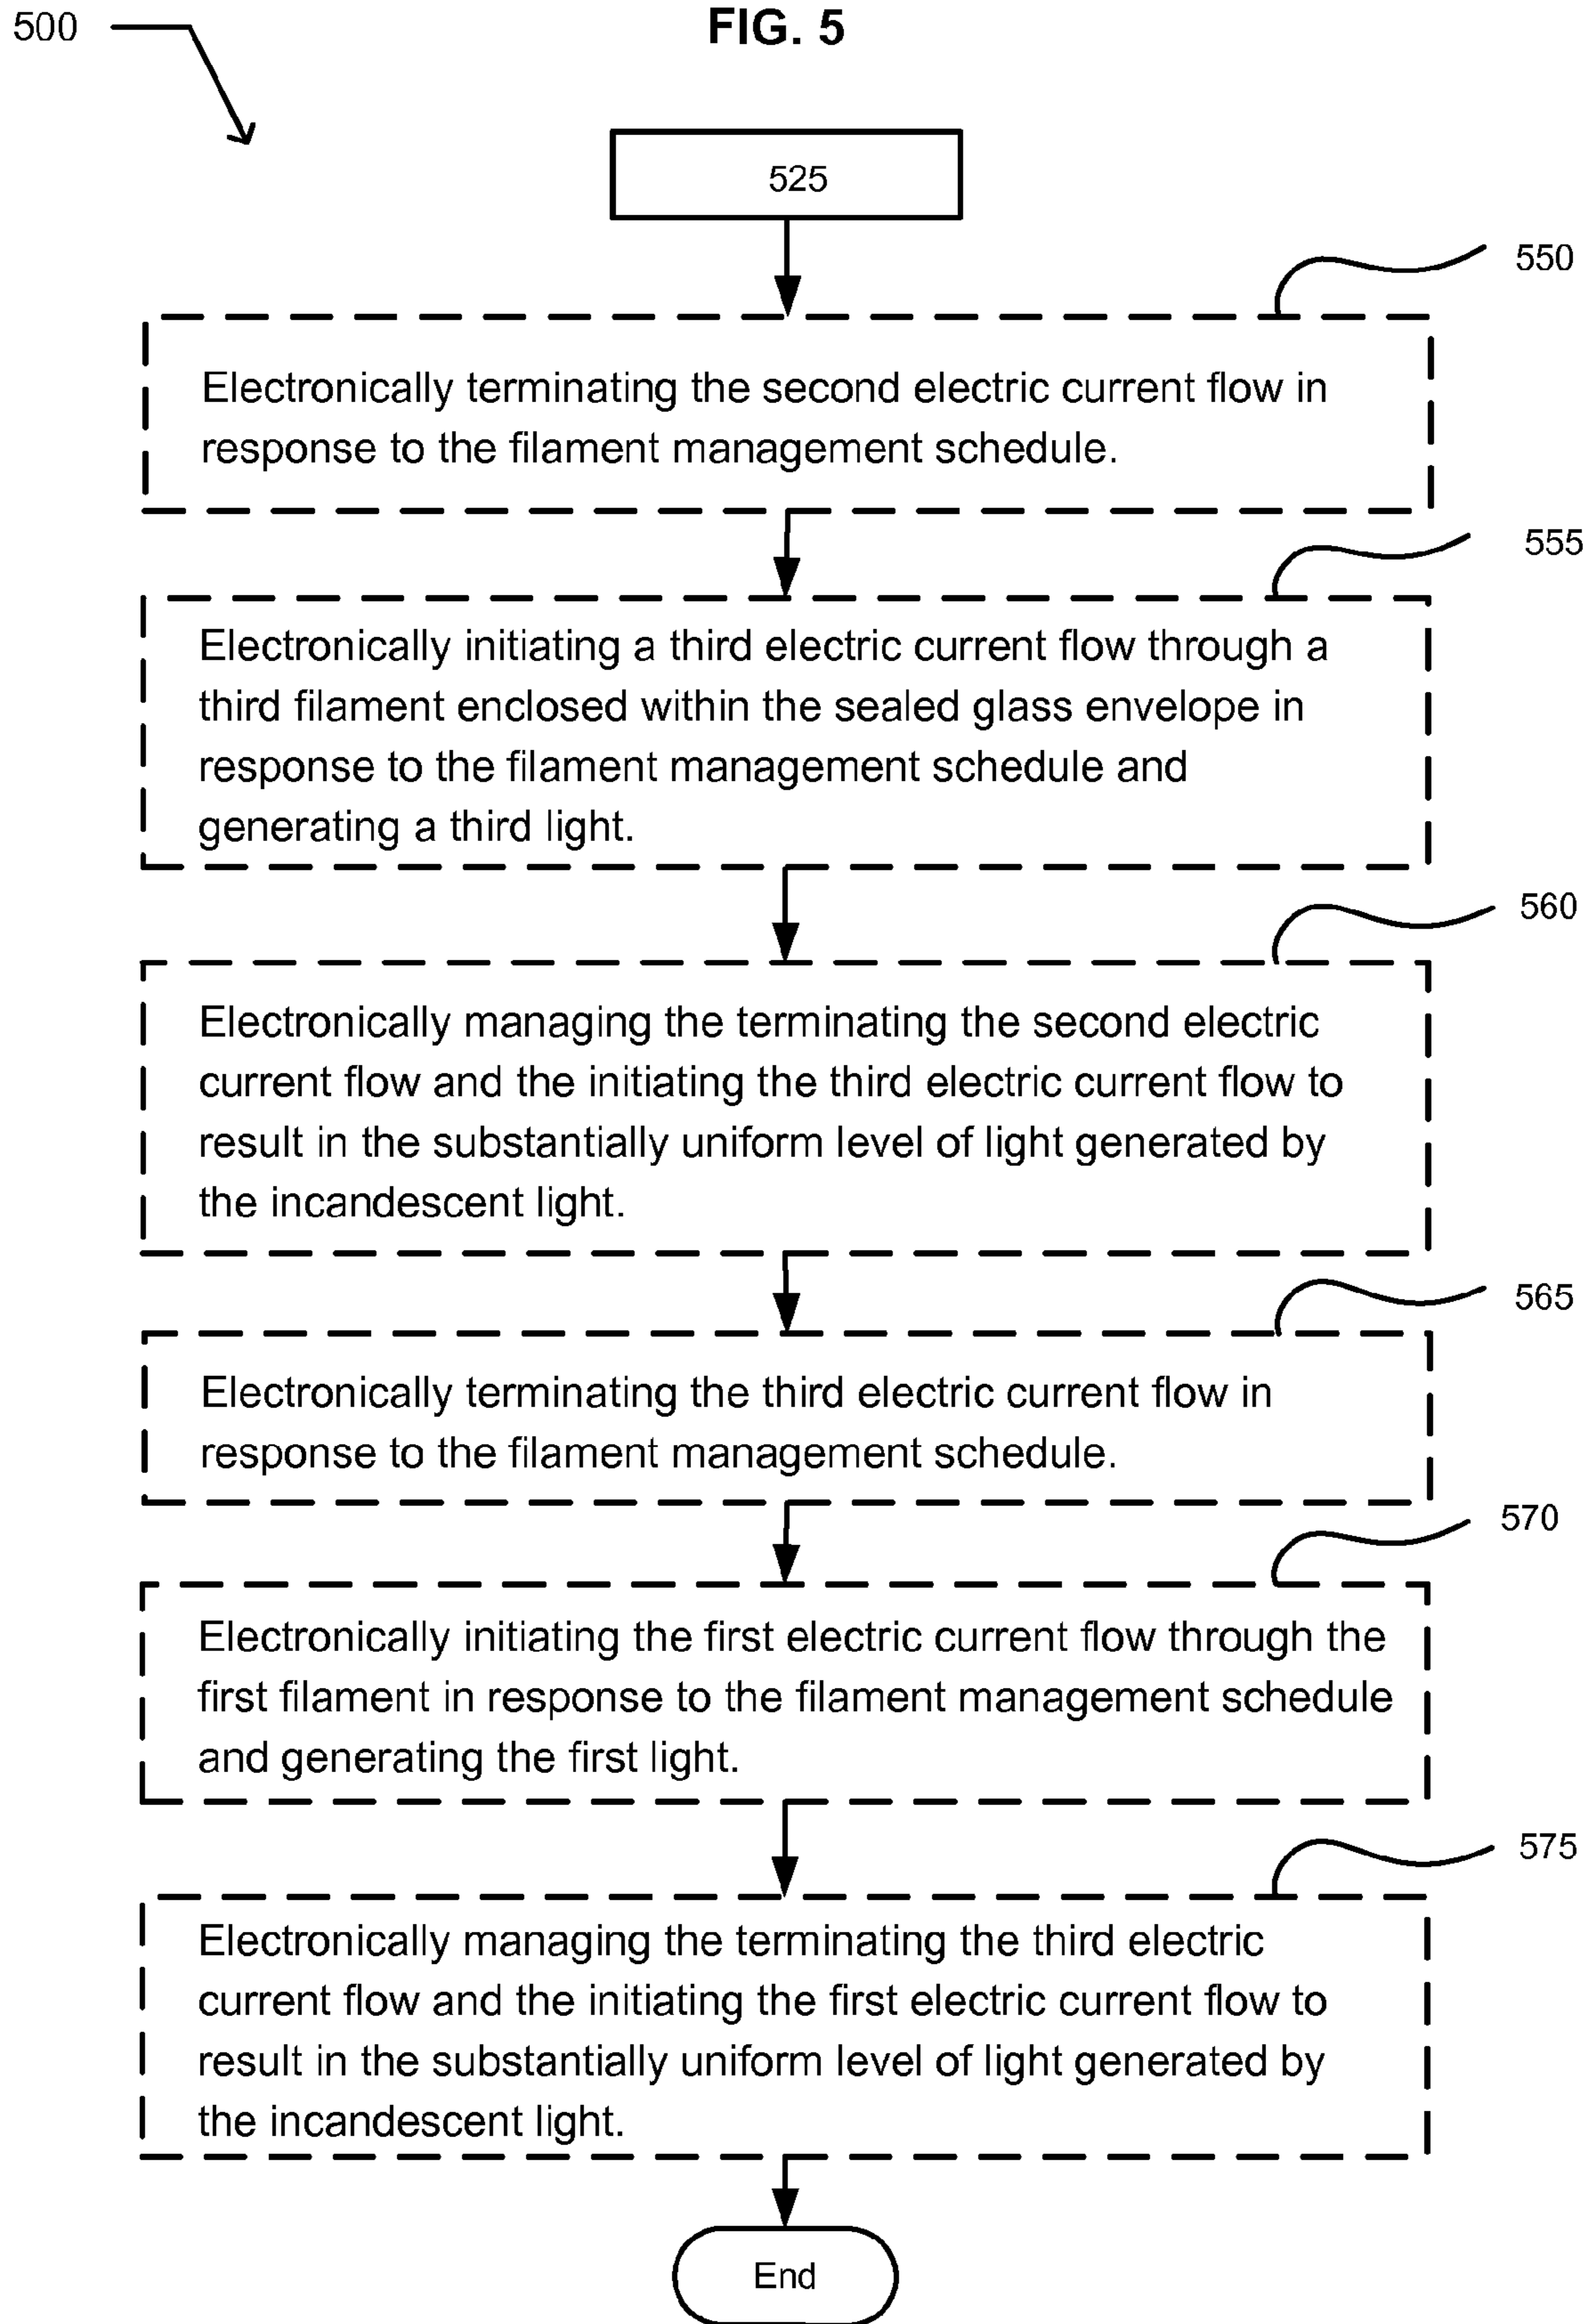 500
FIG. 5
525
550
Electronically terminating the second electric current flow in
response to the filament management schedule.
555
Electronically initiating a third electric current flow through a
third filament enclosed within the sealed glass envelope in
response to the filament management schedule and
generating a third light.
560
Electronically managing the terminating the second electric
current flow and the initiating the third electric current flow to
result in the substantially uniform level of light generated by
the incandescent light.
565
Electronically terminating the third electric current flow in
response to the filament management schedule.
570
Electronically initiating the first electric current flow through the
first filament in response to the filament management schedule
and generating the first light.
575
Electronically managing the terminating the third electric
current flow and the initiating the first electric current flow to
result in the substantially uniform level of light generated by
the incandescent light.
End